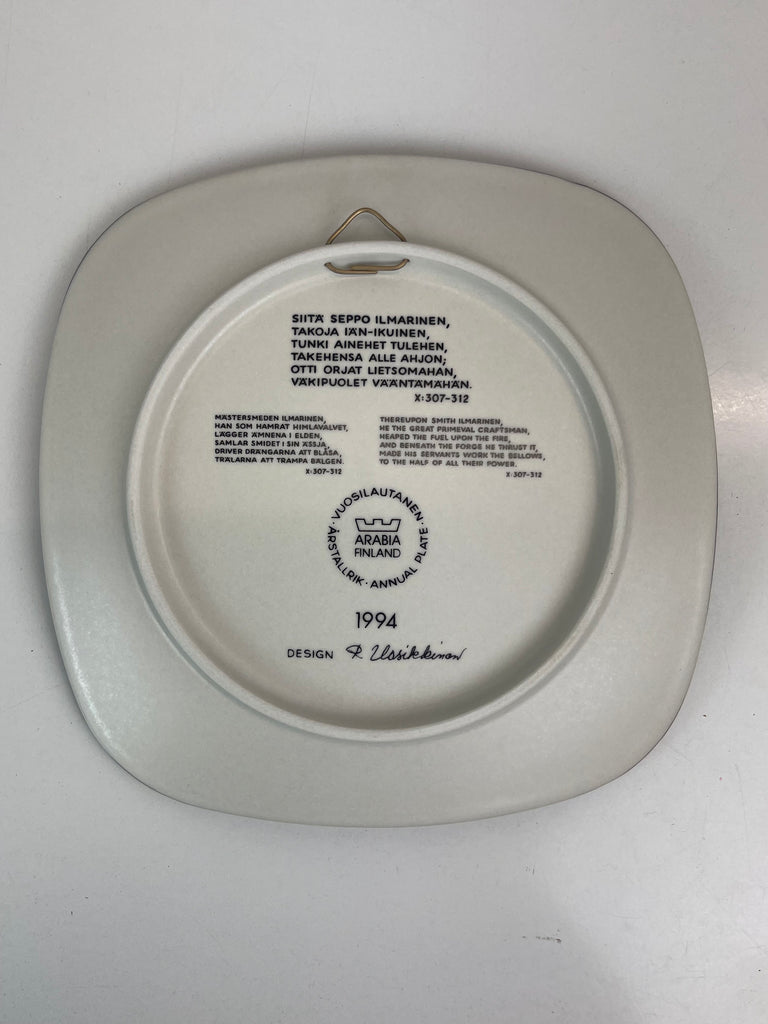 SIITÄ SEPPO ILMARINEN,
TAKOJA IÄN-IKUINEN,
TUNKI AINEHET TULEHEN,
TAKEHENSA ALLE AHJON;
OTTI ORJAT LIETSOMAHAN,
VÄKIPUOLET VÄÄNTÄMÄHÄN.
X:307-312
MÄSTERSMEDEN ILMARINEN,
HAN SOM HAMRAT HIMLAVALVET,
LÄGGER ÄMNENA I ELDEN,
SAMLAR SMIDET I SIN ÄSSJA,
DRIVER DRÄNGARNA ATT BLÅSA,
TRÄLARNA ATT TRAMPA BÄLGEN.
X:307-312
THEREUPON SMITH ILMARINEN,
HE THE GREAT PRIMEVAL CRAFTSMAN,
HEAPED THE FUEL UPON THE FIRE,
AND BENEATH THE FORGE HE THRUST IT,
MADE HIS SERVANTS WORK THE BELLOWS,
TO THE HALF OF ALL THEIR POWER.
X:307-312
· VUOSILAUTANEN ·
ARABIA
FINLAND
ÅRSTALLRIK · ANNUAL PLATE
1994
DESIGN R Uosikkinen